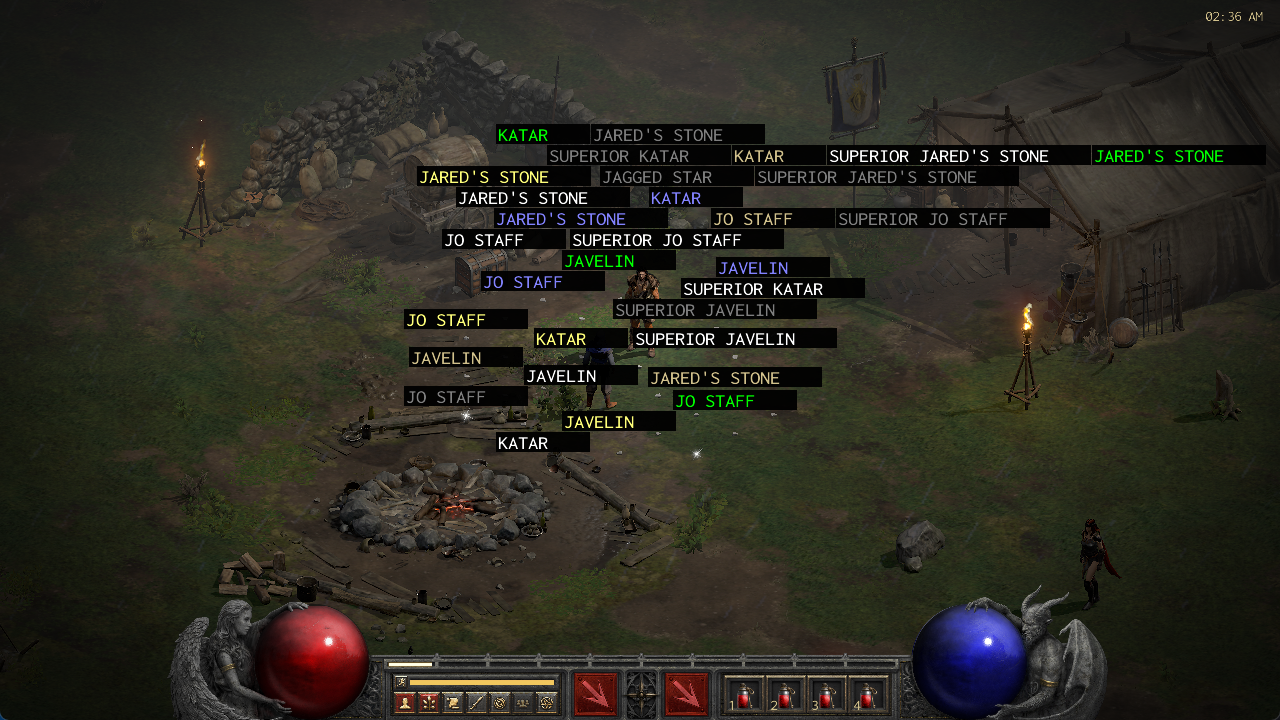 02:36 AM
KATAR JARED'S STONE
SUPERIOR KATAR KATAR SUPERIOR JARED'S STONE JARED'S STONE
JARED'S STONE JAGGED STAR SUPERIOR JARED'S STONE
JARED'S STONE KATAR
JARED'S STONE JO STAFF SUPERIOR JO STAFF
JO STAFF SUPERIOR JO STAFF
JAVELIN JAVELIN
JO STAFF SUPERIOR KATAR
SUPERIOR JAVELIN
JO STAFF
KATAR SUPERIOR JAVELIN
JAVELIN
JAVELIN JARED'S STONE
JO STAFF JO STAFF
JAVELIN
KATAR
1 2 3 4